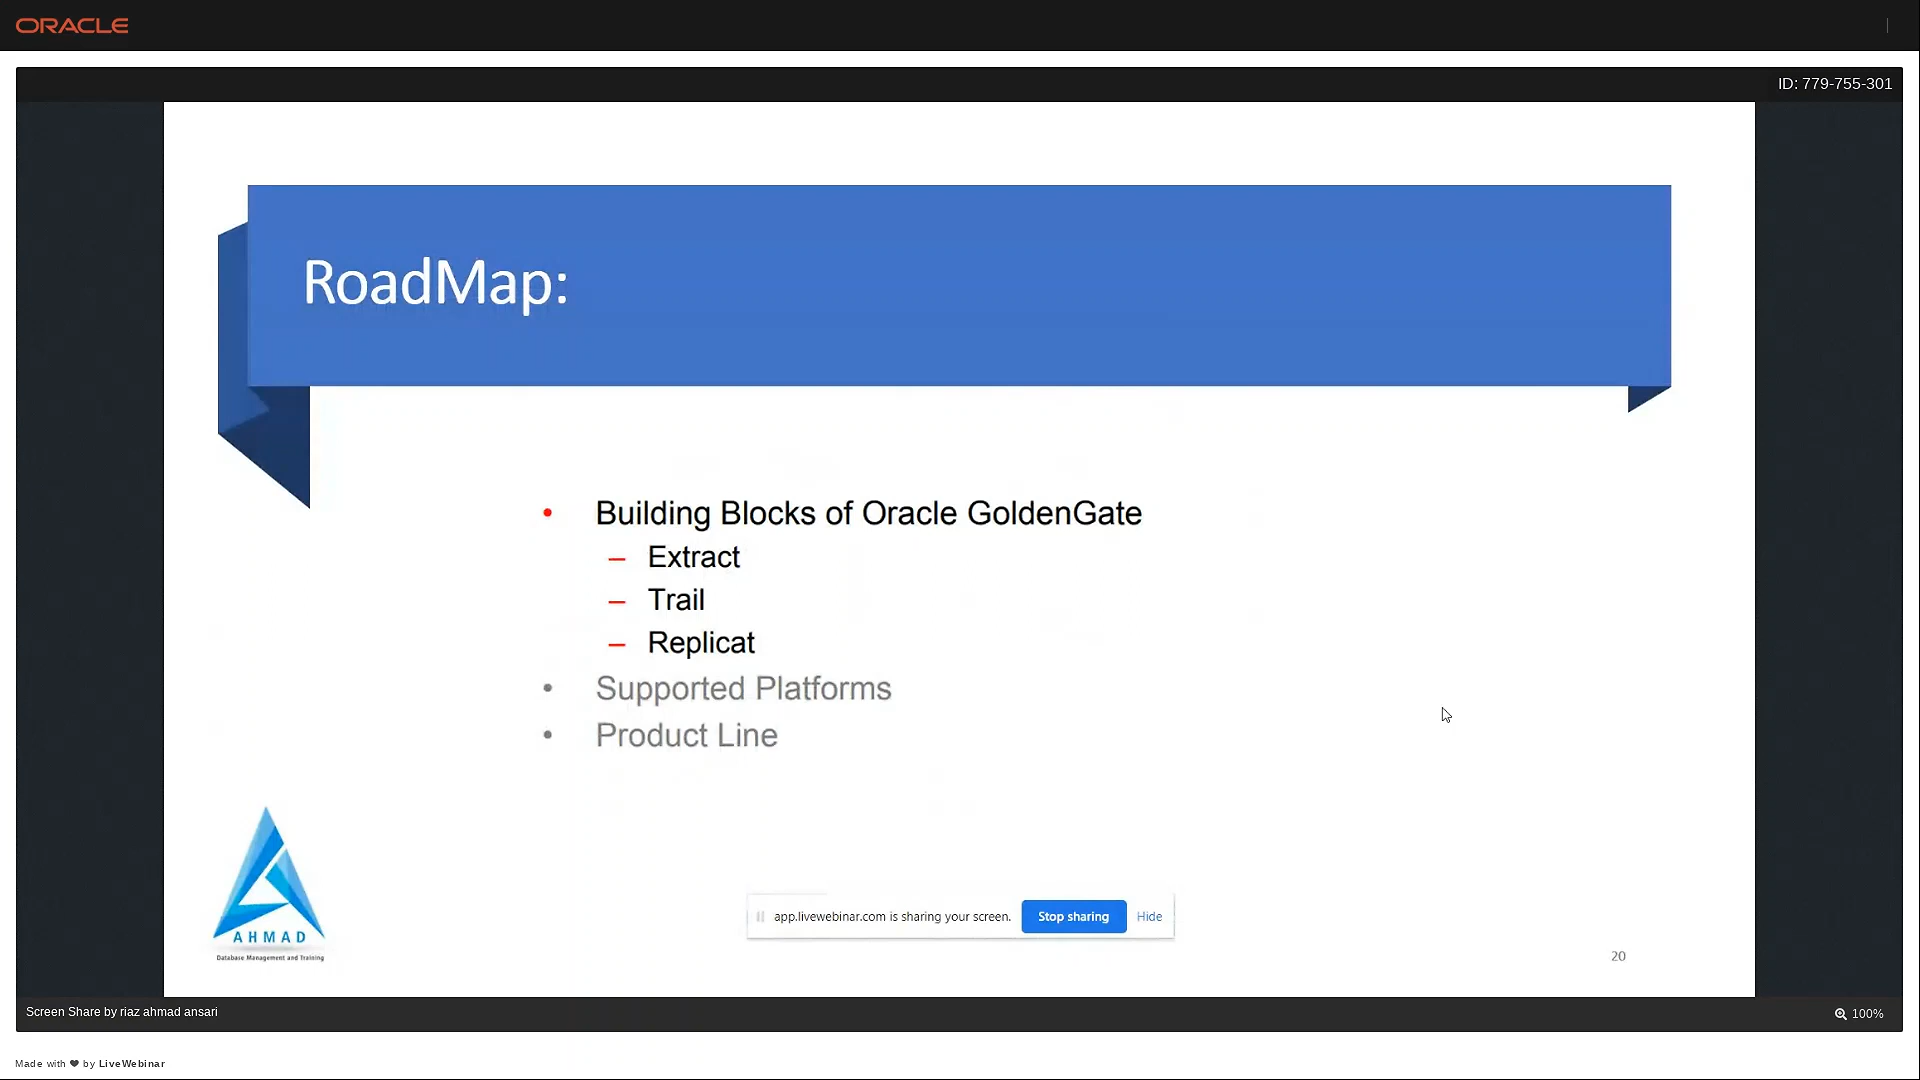 ORACLE
ID: 779-755-301
RoadMap:
• Building Blocks of Oracle GoldenGate
– Extract
– Trail
– Replicat
• Supported Platforms
• Product Line
AHMAD
Database Management and Training
app.livewebinar.com is sharing your screen. Stop sharing Hide
20
Screen Share by riaz ahmad ansari
100%
Made with ❤ by LiveWebinar